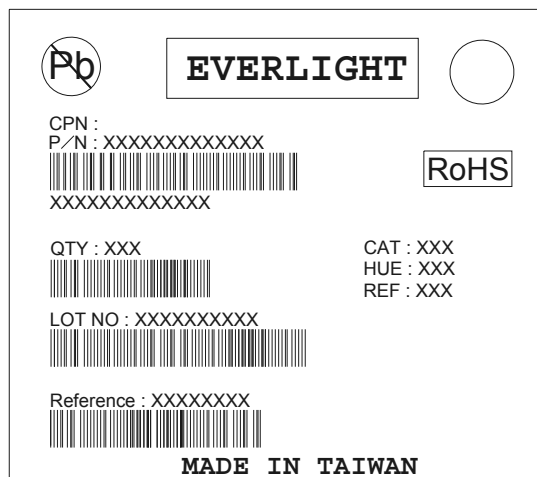 Pb
EVERLIGHT
CPN :
P/N : XXXXXXXXXXXXX
RoHS
XXXXXXXXXXXXX
QTY : XXX
CAT : XXX
HUE : XXX
REF : XXX
LOT NO : XXXXXXXXXX
Reference : XXXXXXXX
MADE IN TAIWAN